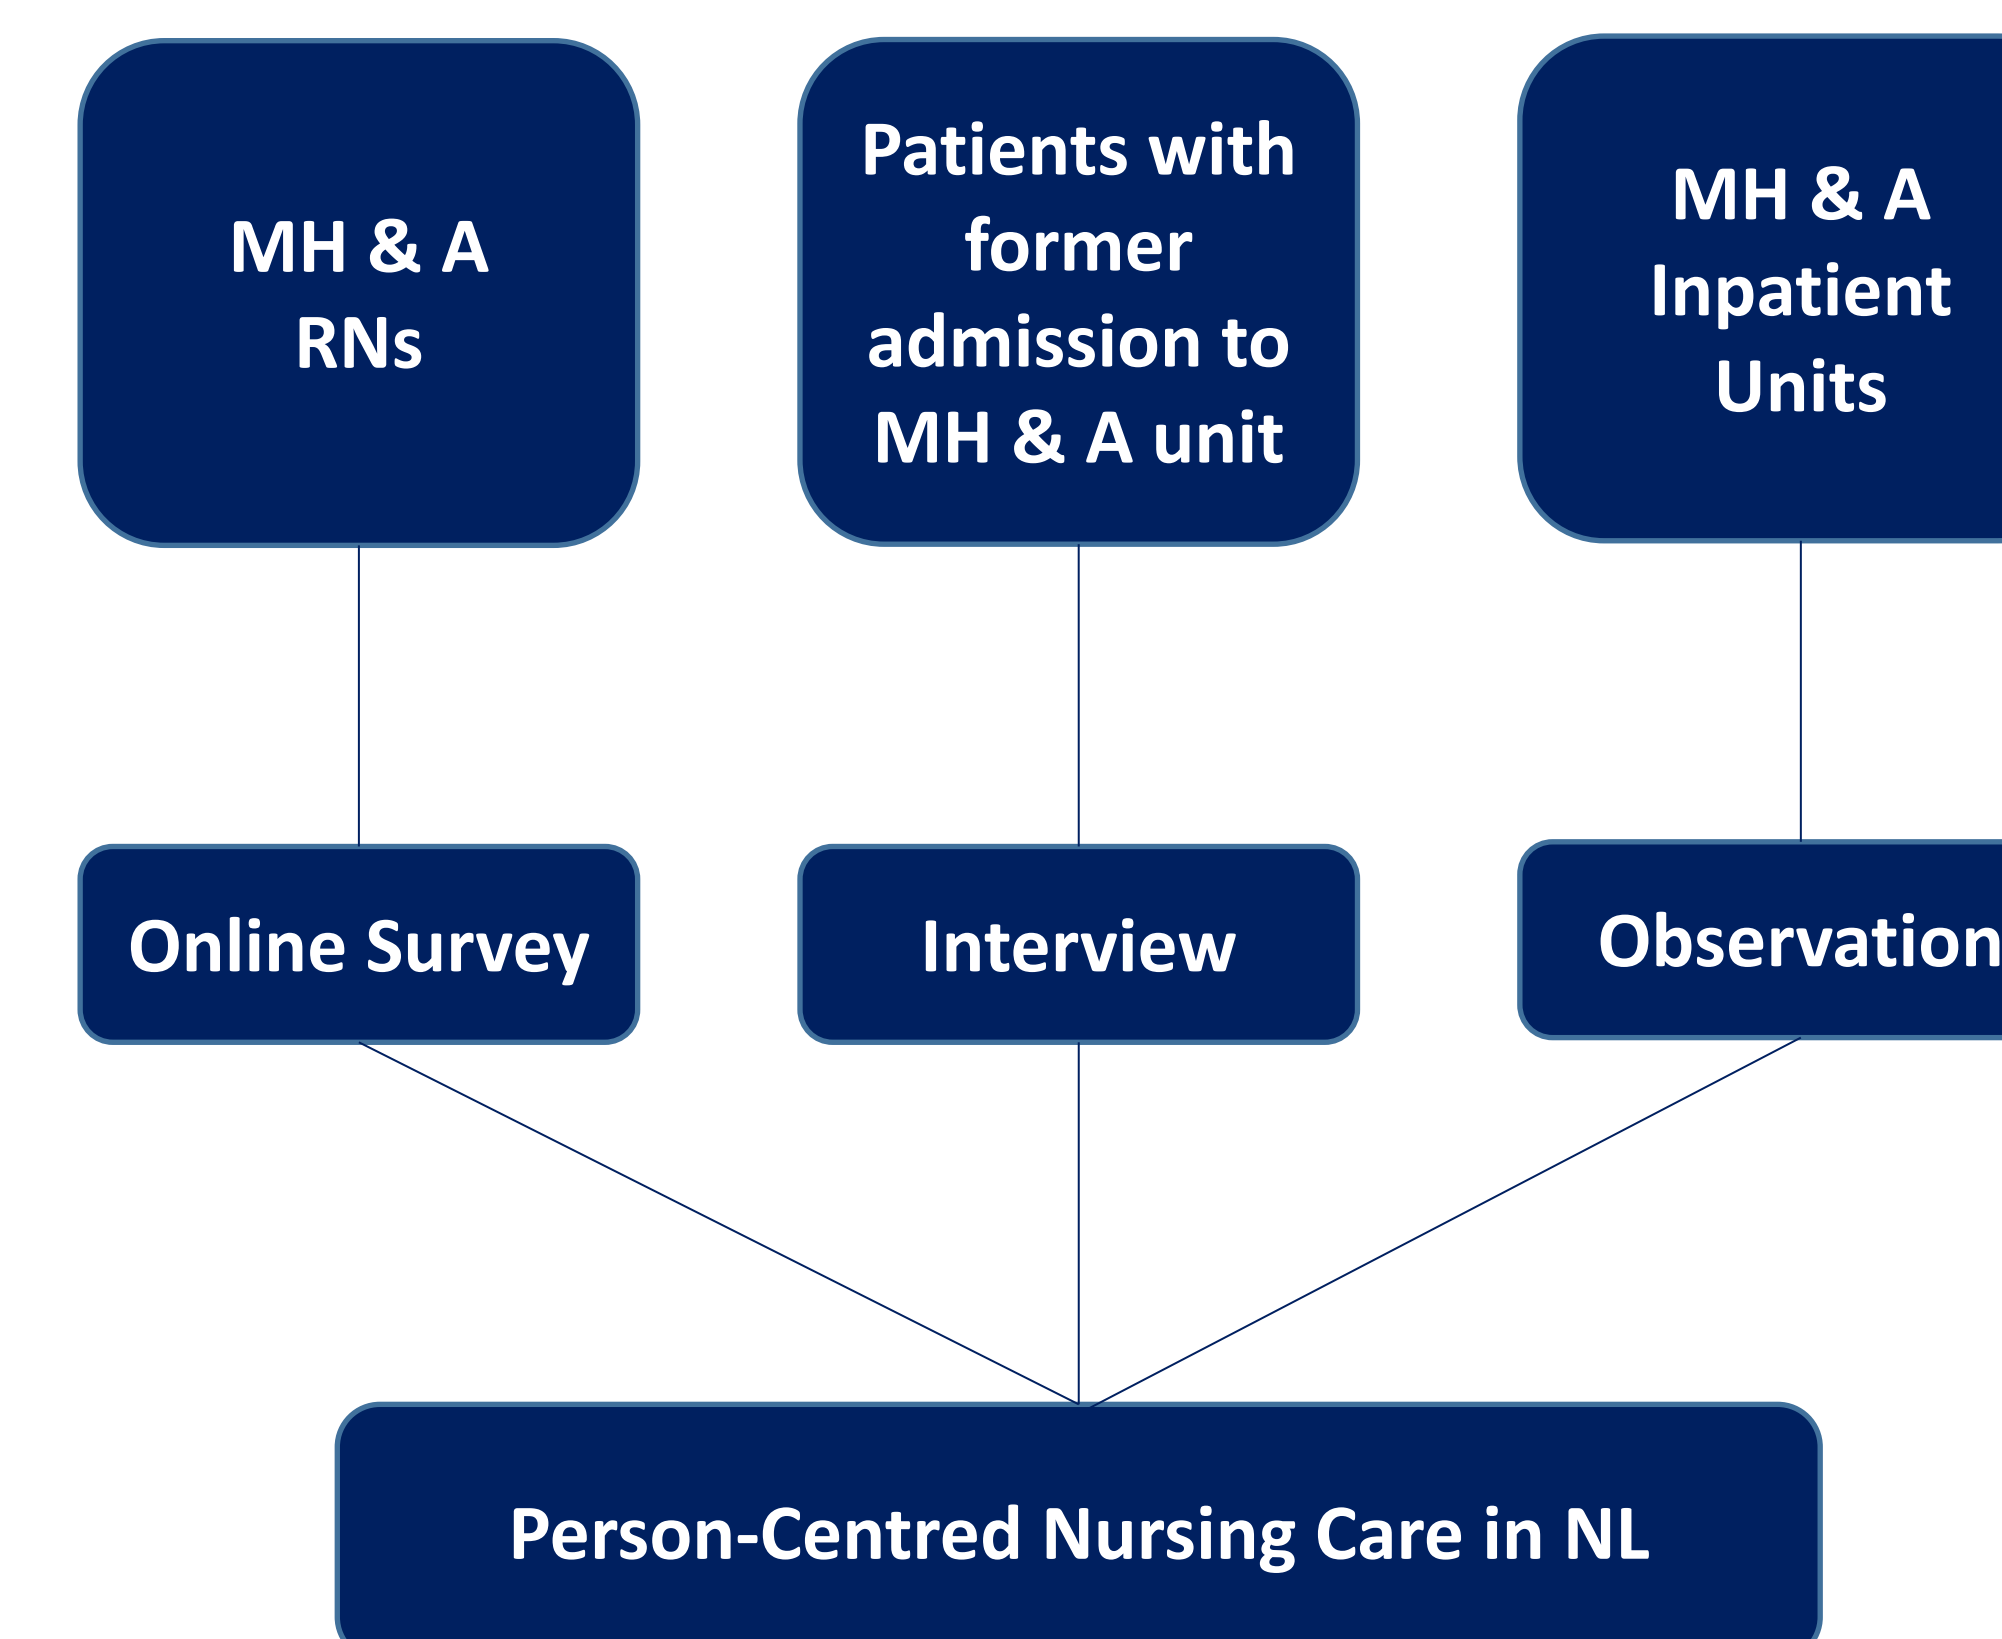 MH & A
RNs
Patients with
former
admission to
MH & A unit
MH & A
Inpatient
Units
Online Survey
Interview
Observation
Person-Centred Nursing Care in NL